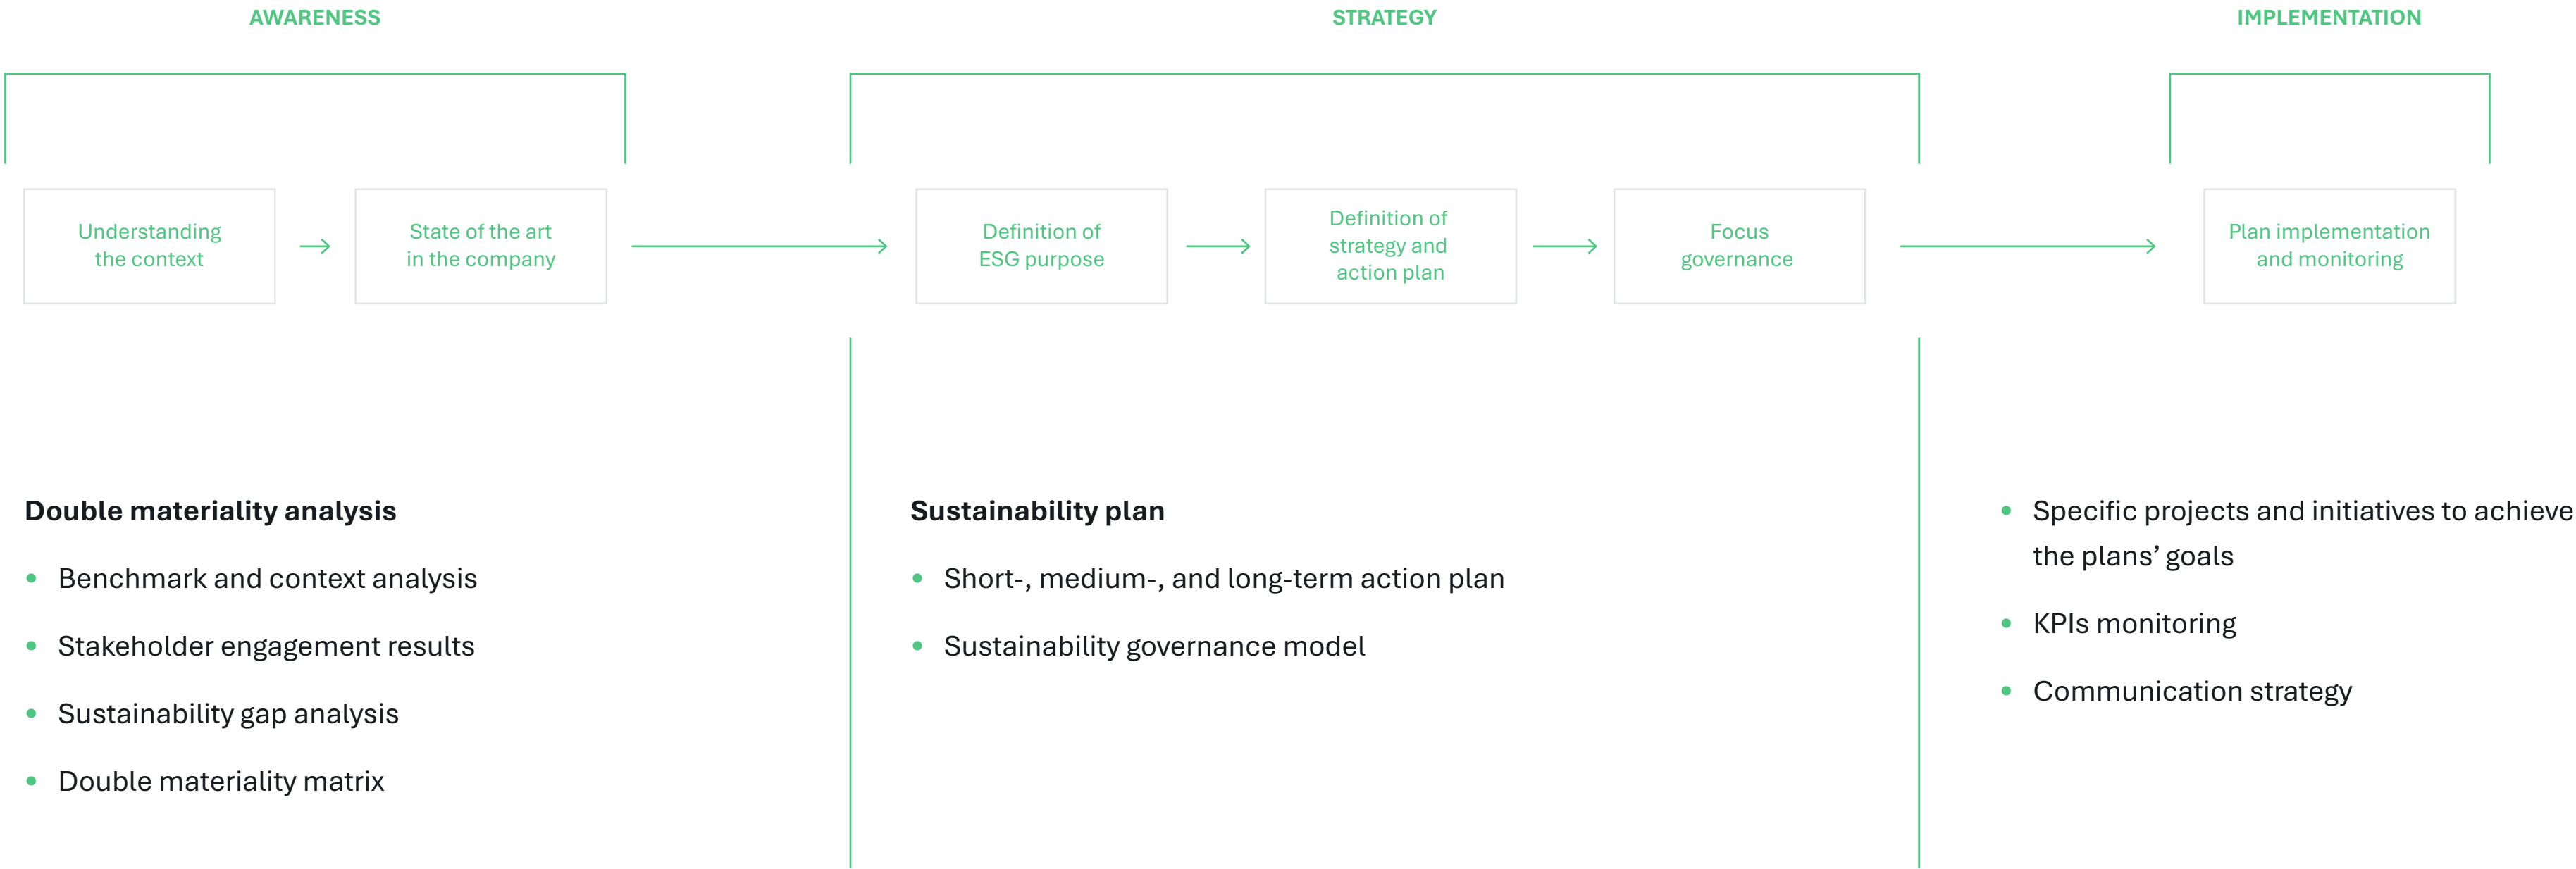 AWARENESS
STRATEGY
IMPLEMENTATION
Understanding
the context
State of the art
in the company
Definition of
ESG purpose
Definition of
strategy and
action plan
Focus
governance
Plan implementation
and monitoring
Double materiality analysis
• Benchmark and context analysis
• Stakeholder engagement results
• Sustainability gap analysis
• Double materiality matrix
Sustainability plan
• Short-, medium-, and long-term action plan
• Sustainability governance model
• Specific projects and initiatives to achieve
the plans’ goals
• KPIs monitoring
• Communication strategy